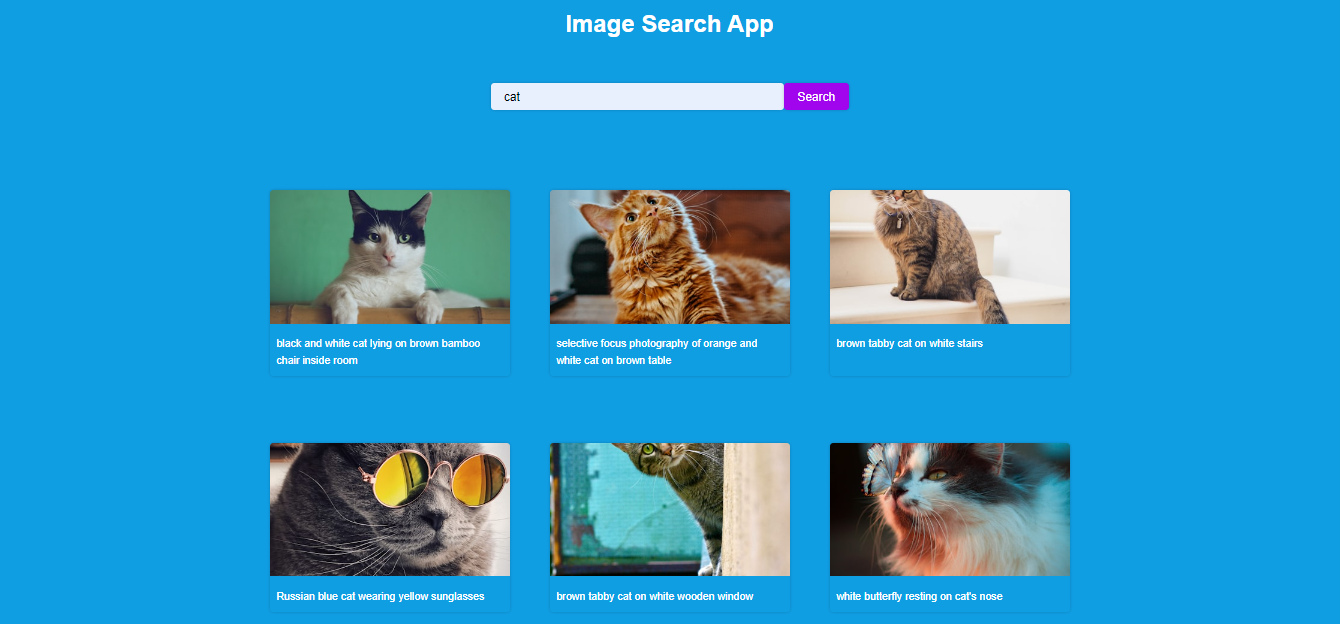 Image Search App
cat
Search
black and white cat lying on brown bamboo
chair inside room
selective focus photography of orange and
white cat on brown table
brown tabby cat on white stairs
Russian blue cat wearing yellow sunglasses
brown tabby cat on white wooden window
white butterfly resting on cat's nose